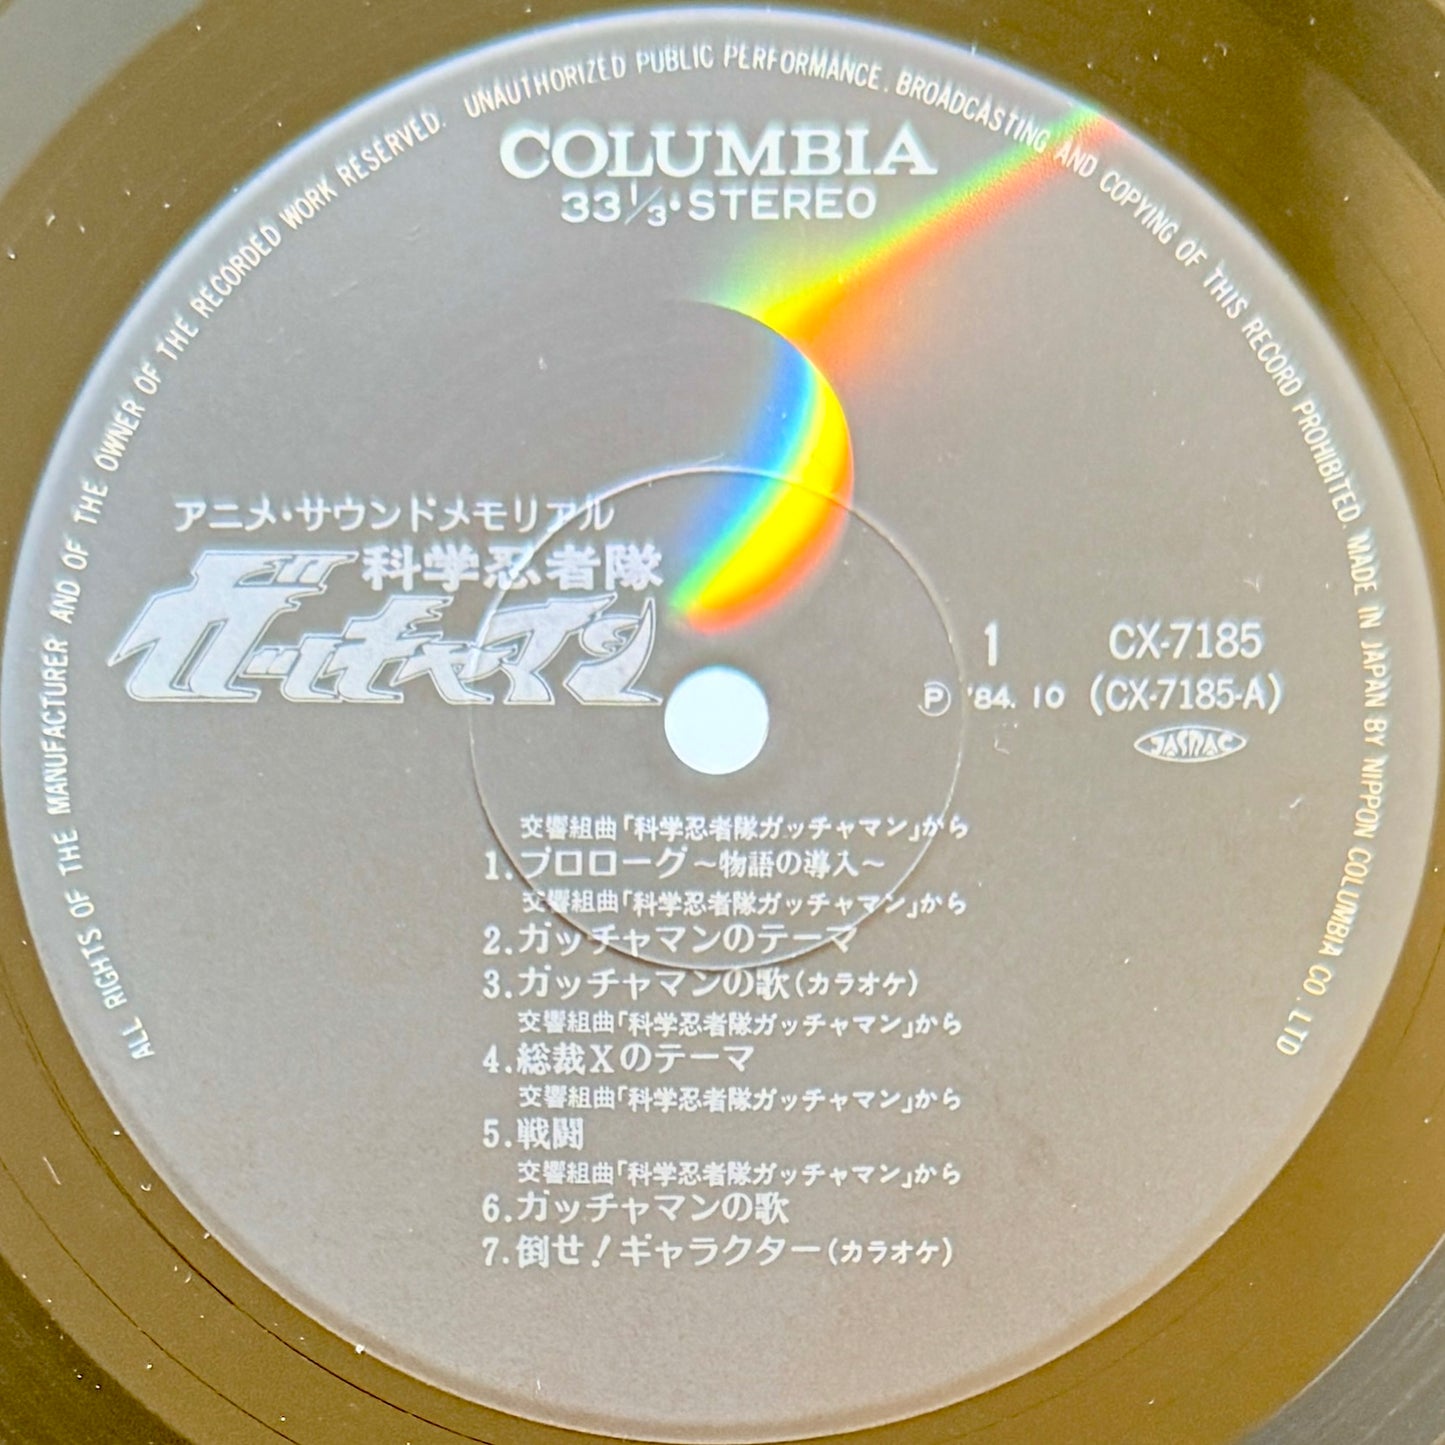 ALL RIGHTS OF THE MANUFACTURER AND OF THE OWNER OF THE RECORDED WORK RESERVED. UNAUTHORIZED PUBLIC PERFORMANCE. BROADCASTING AND COPYING OF THIS RECORD PROHIBITED. MADE IN JAPAN BY NIPPON COLUMBIA CO., LTD
COLUMBIA
33 1/3・STEREO
アニメ・サウンドメモリアル
科学忍者隊
ガッチャマン
1 CX-7185
Ⓟ '84. 10 (CX-7185-A)
JASRAC
交響組曲「科学忍者隊ガッチャマン」から
1. プロローグ～物語の導入～
交響組曲「科学忍者隊ガッチャマン」から
2. ガッチャマンのテーマ
3. ガッチャマンの歌(カラオケ)
交響組曲「科学忍者隊ガッチャマン」から
4. 総裁Xのテーマ
交響組曲「科学忍者隊ガッチャマン」から
5. 戦闘
交響組曲「科学忍者隊ガッチャマン」から
6. ガッチャマンの歌
7. 倒せ!ギャラクター(カラオケ)